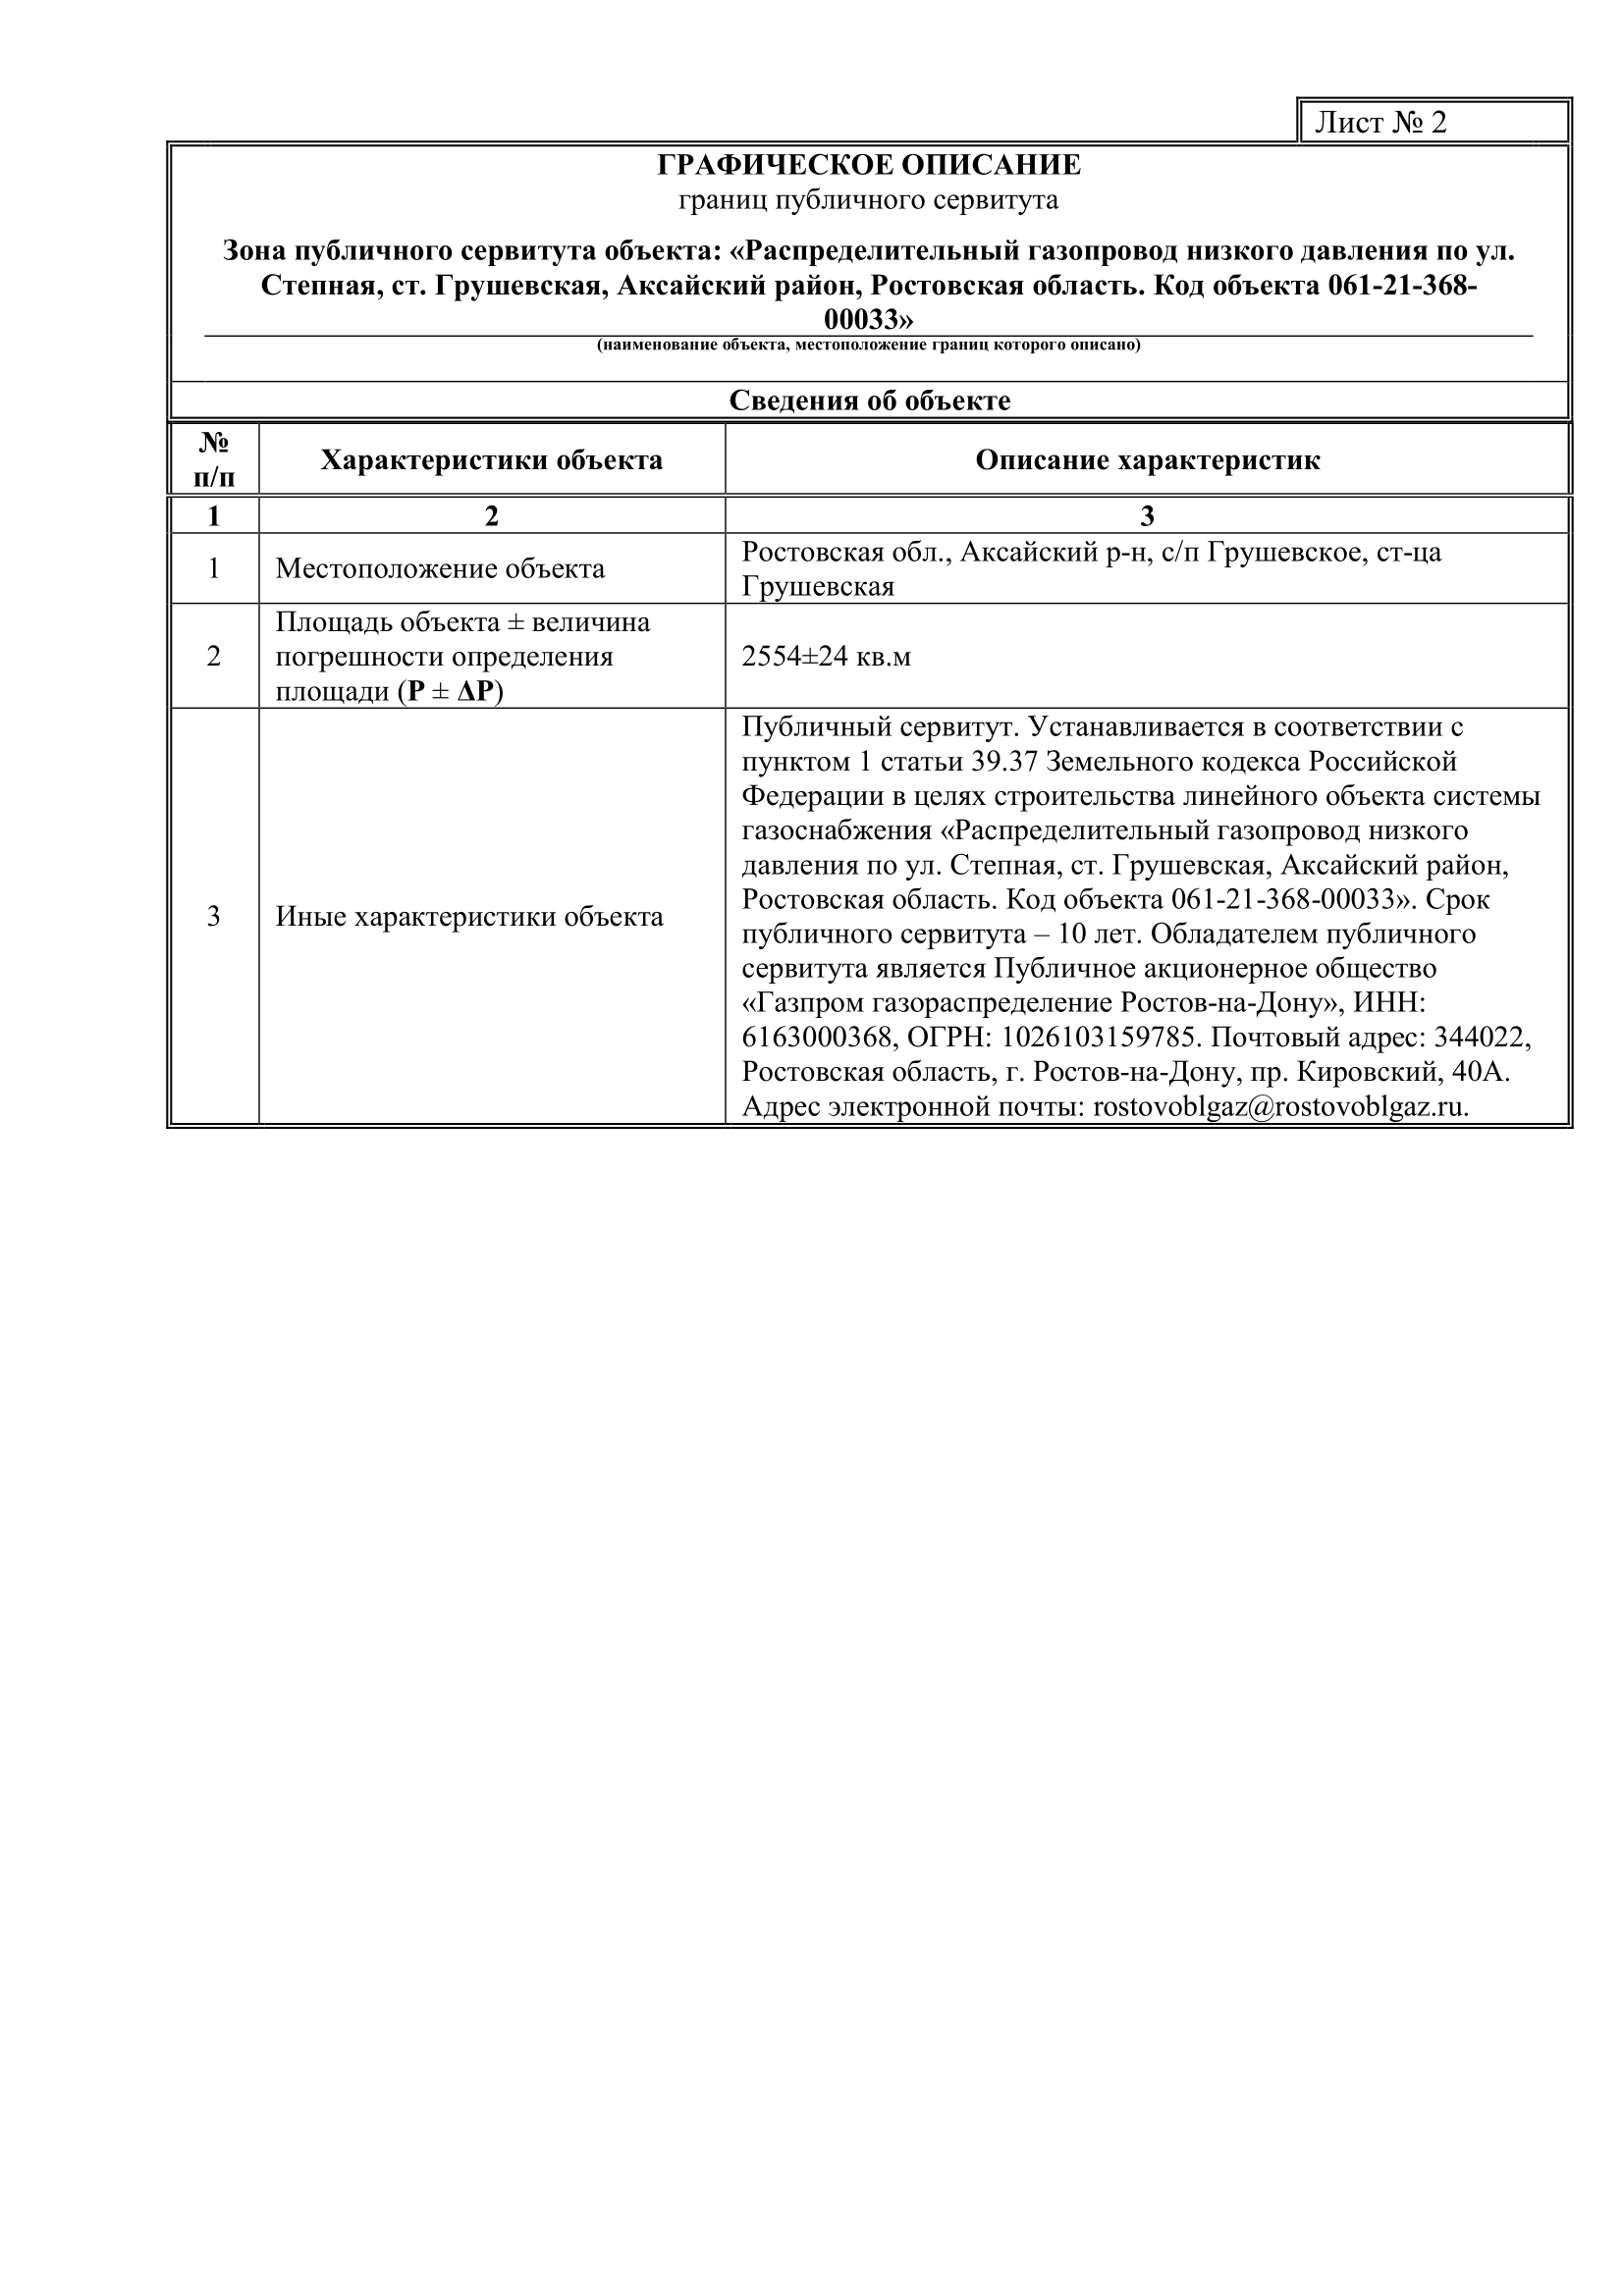 Лист № 2
ГРАФИЧЕСКОЕ ОПИСАНИЕ
границ публичного сервитута
Зона публичного сервитута объекта: «Распределительный газопровод низкого давления по ул.
Степная, ст. Грушевская, Аксайский район, Ростовская область. Код объекта 061-21-368-
00033»
(наименование объекта, местоположение границ которого описано)
Сведения об объекте
№
п/п
Характеристики объекта
Описание характеристик
1
2
3
1
Местоположение объекта
Ростовская обл., Аксайский р-н, с/п Грушевское, ст-ца
Грушевская
2
Площадь объекта ± величина
погрешности определения
площади (P ± ΔP)
2554±24 кв.м
3
Иные характеристики объекта
Публичный сервитут. Устанавливается в соответствии с
пунктом 1 статьи 39.37 Земельного кодекса Российской
Федерации в целях строительства линейного объекта системы
газоснабжения «Распределительный газопровод низкого
давления по ул. Степная, ст. Грушевская, Аксайский район,
Ростовская область. Код объекта 061-21-368-00033». Срок
публичного сервитута – 10 лет. Обладателем публичного
сервитута является Публичное акционерное общество
«Газпром газораспределение Ростов-на-Дону», ИНН:
6163000368, ОГРН: 1026103159785. Почтовый адрес: 344022,
Ростовская область, г. Ростов-на-Дону, пр. Кировский, 40А.
Адрес электронной почты: rostovoblgaz@rostovoblgaz.ru.